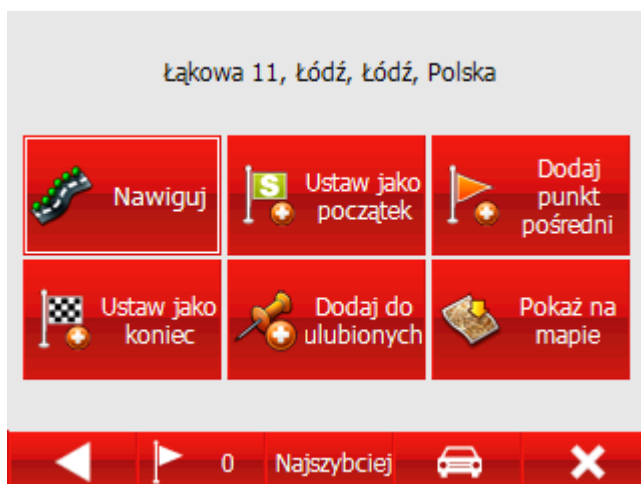 Łąkowa 11, Łódź, Łódź, Polska
Nawiguj
S
Ustaw jako
początek
Dodaj
punkt
pośredni
Ustaw jako
koniec
Dodaj do
ulubionych
Pokaż na
mapie
0
Najszybciej